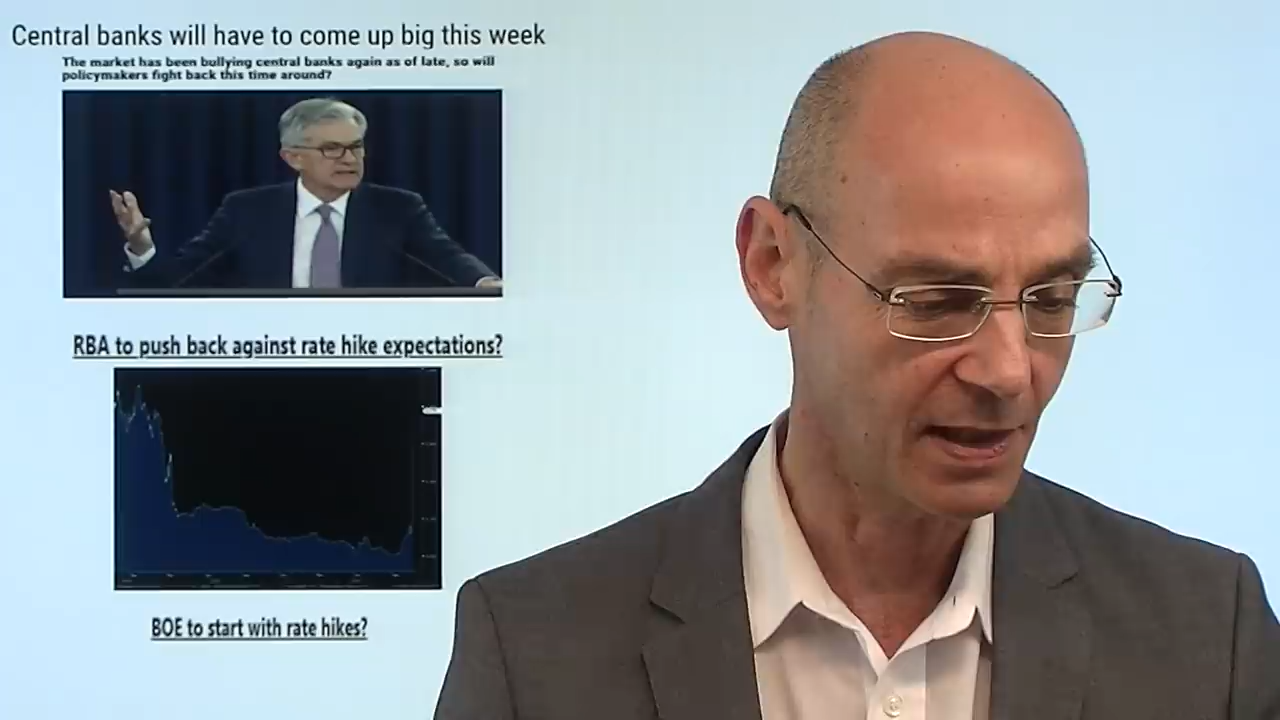 Central banks will have to come up big this week
The market has been bullying central banks again as of late, so will
policymakers fight back this time around?
RBA to push back against rate hike expectations?
BOE to start with rate hikes?